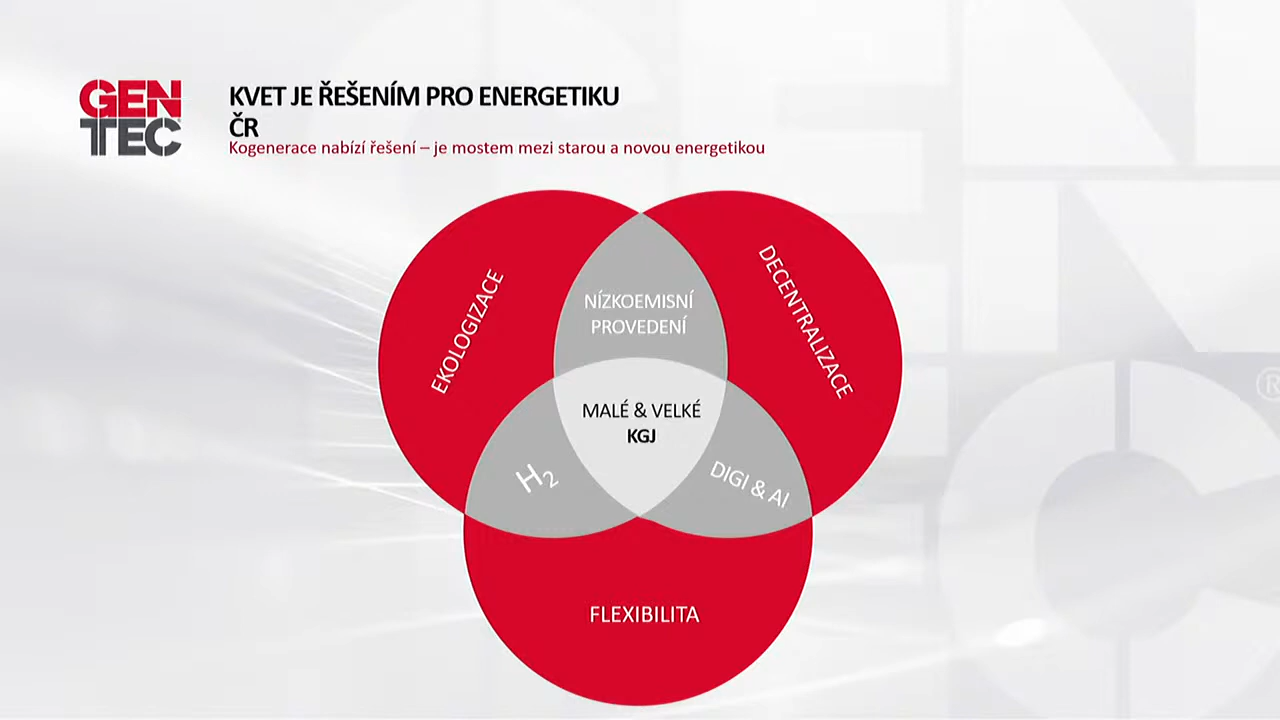 GEN
TEC
KVET JE ŘEŠENÍM PRO ENERGETIKU
ČR
Kogenerace nabízí řešení – je mostem mezi starou a novou energetikou
EKOLOGIZACE
NÍZKOEMISNÍ
PROVEDENÍ
DECENTRALIZACE
MALÉ & VELKÉ
KGJ
H₂
DIGI & AI
FLEXIBILITA
®